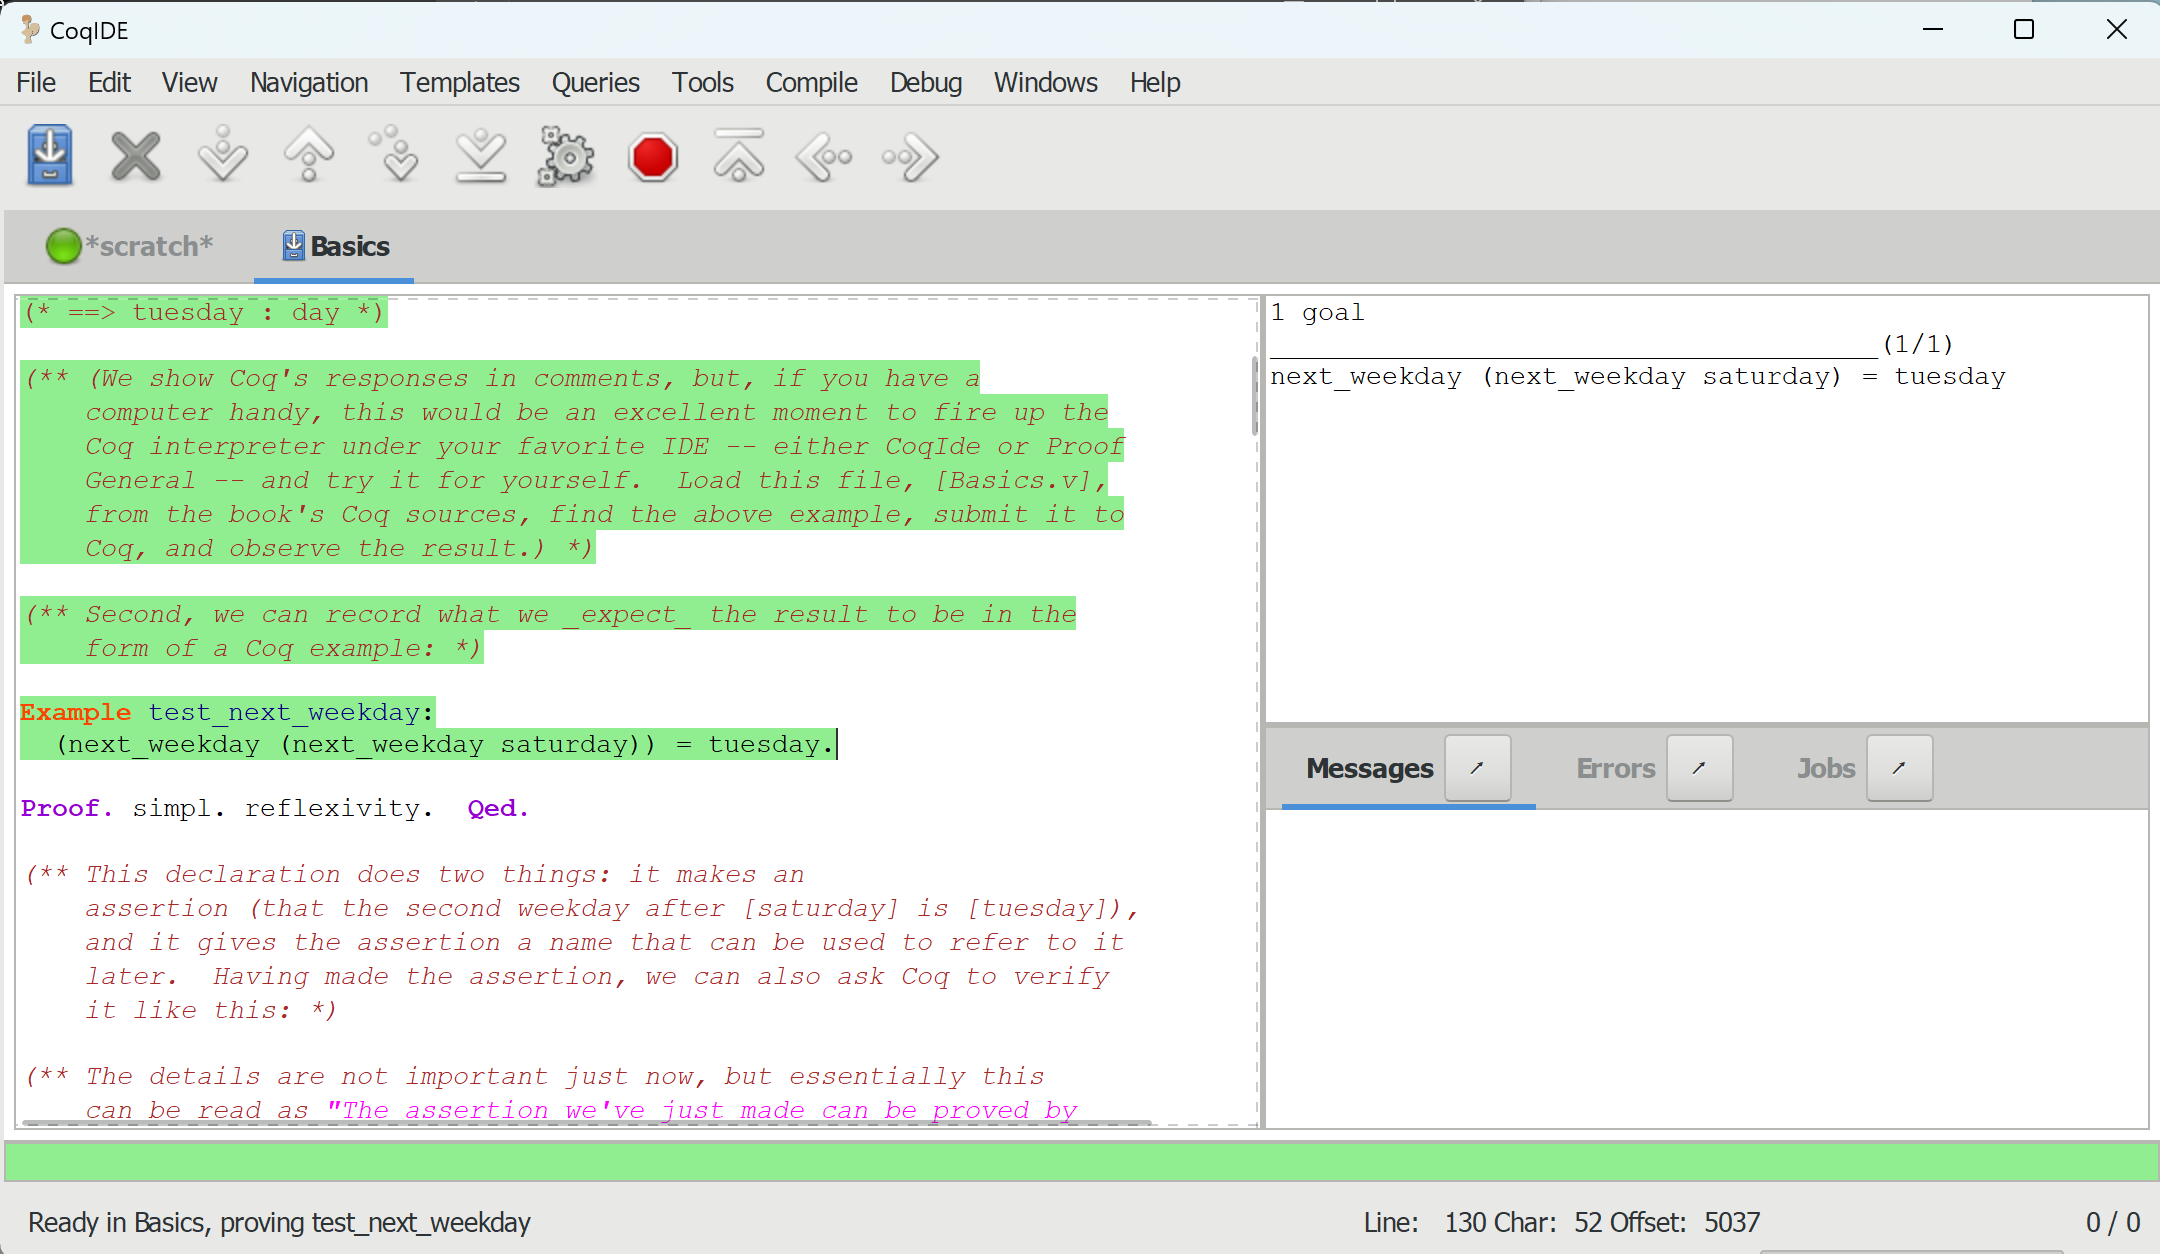 CoqIDE
File Edit View Navigation Templates Queries Tools Compile Debug Windows Help
*scratch* Basics
(* ==> tuesday : day *)
(** (We show Coq's responses in comments, but, if you have a
computer handy, this would be an excellent moment to fire up the
Coq interpreter under your favorite IDE -- either CoqIde or Proof
General -- and try it for yourself.  Load this file, [Basics.v],
from the book's Coq sources, find the above example, submit it to
Coq, and observe the result.) *)
(** Second, we can record what we _expect_ the result to be in the
form of a Coq example: *)
Example test_next_weekday:
(next_weekday (next_weekday saturday)) = tuesday.
Proof. simpl. reflexivity.  Qed.
(** This declaration does two things: it makes an
assertion (that the second weekday after [saturday] is [tuesday]),
and it gives the assertion a name that can be used to refer to it
later.  Having made the assertion, we can also ask Coq to verify
it like this: *)
(** The details are not important just now, but essentially this
can be read as "The assertion we've just made can be proved by
1 goal
(1/1)
next_weekday (next_weekday saturday) = tuesday
Messages Errors Jobs
Ready in Basics, proving test_next_weekday
Line: 130 Char: 52 Offset: 5037
0 / 0